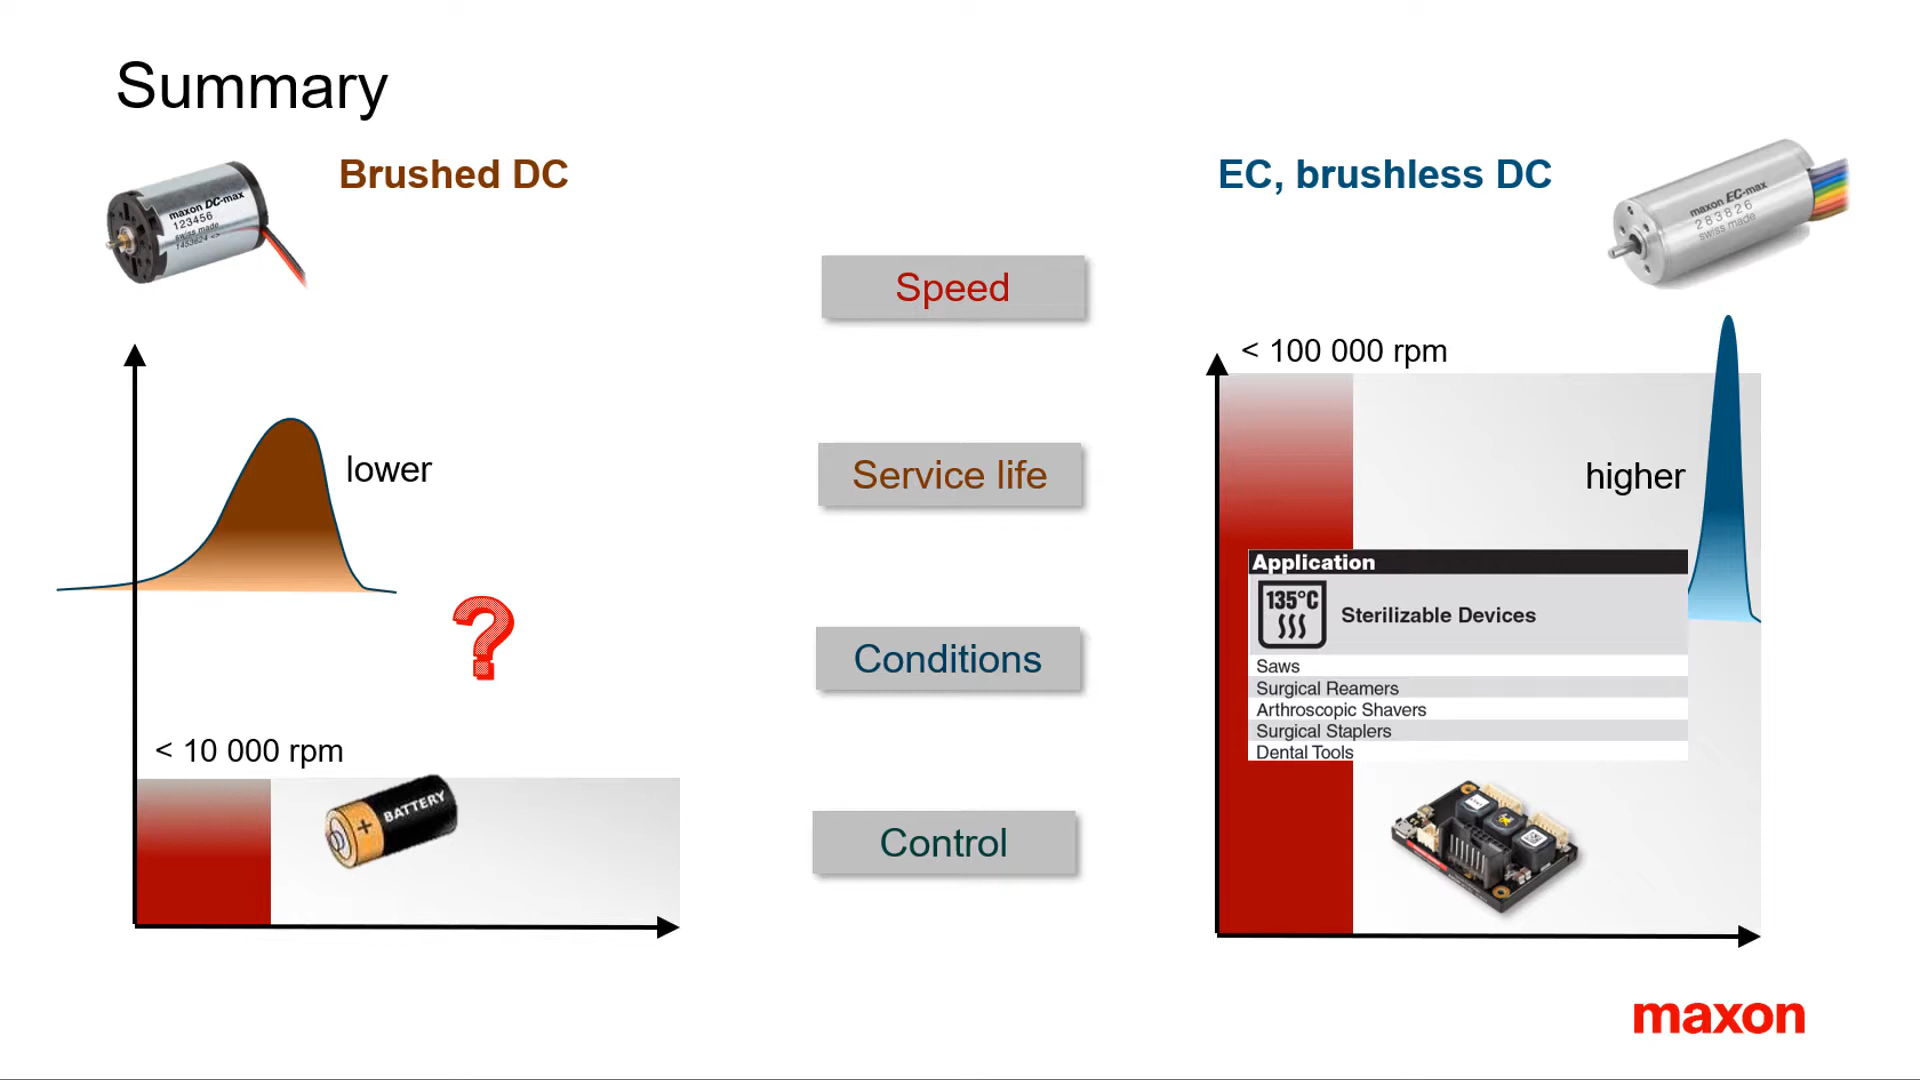 Summary
Brushed DC
EC, brushless DC
maxon DC-max
123456
swiss made
maxon EC-max
283826
swiss made
Speed
< 100 000 rpm
lower
Service life
higher
Application
135°C
Sterilizable Devices
?
Conditions
Saws
Surgical Reamers
Arthroscopic Shavers
Surgical Staplers
Dental Tools
< 10 000 rpm
+ BATTERY
Control
maxon